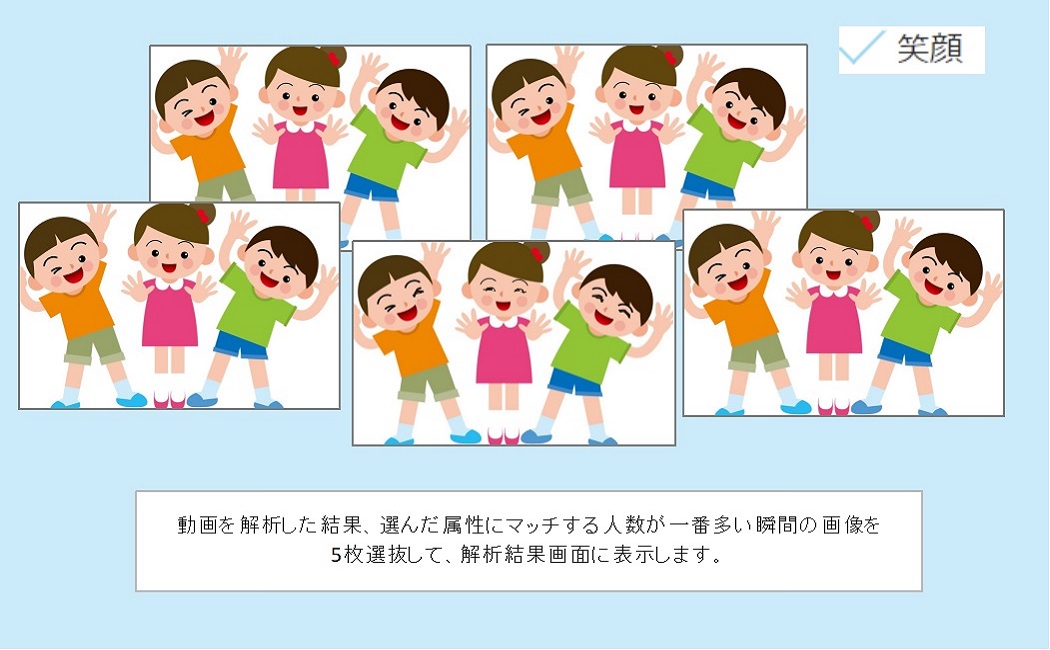 笑顔
動画を解析した結果、選んだ属性にマッチする人数が一番多い瞬間の画像を
5枚選抜して、解析結果画面に表示します。